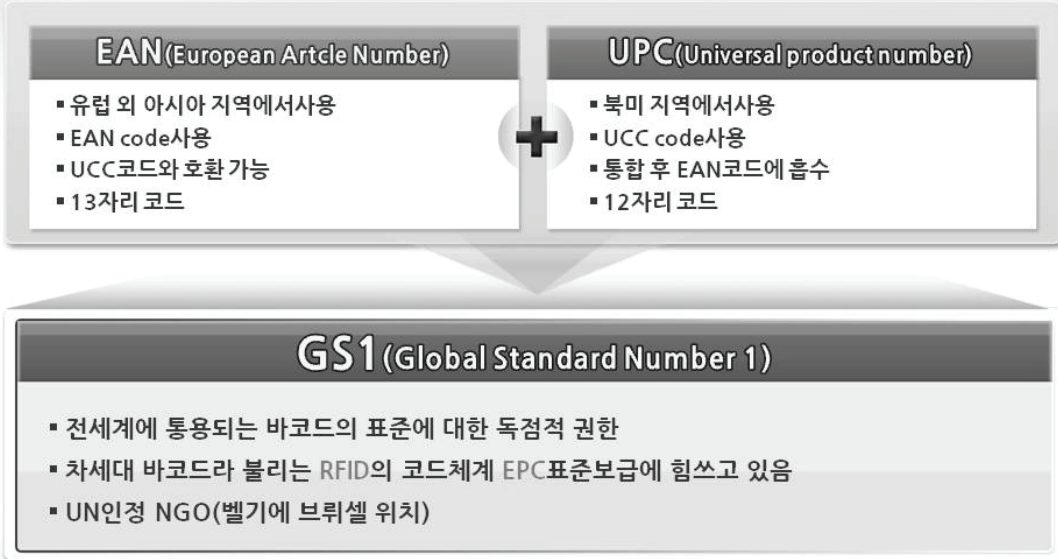 EAN(European Artcle Number)
▪ 유럽 외 아시아 지역에서사용
▪ EAN code사용
▪ UCC코드와 호환 가능
▪ 13자리 코드
UPC(Universal product number)
▪ 북미 지역에서사용
▪ UCC code사용
▪ 통합 후 EAN코드에 흡수
▪ 12자리 코드
GS1(Global Standard Number 1)
▪ 전세계에 통용되는 바코드의 표준에 대한 독점적 권한
▪ 차세대 바코드라 불리는 RFID의 코드체계 EPC표준보급에 힘쓰고 있음
▪ UN인정 NGO(벨기에 브뤼셀 위치)